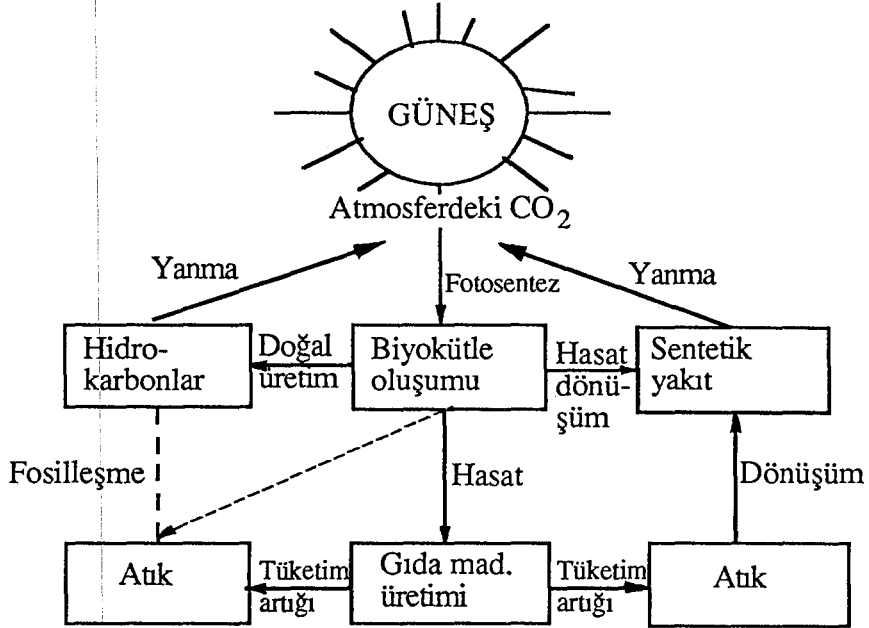 GÜNEŞ
Atmosferdeki CO2
Yanma
Fotosentez
Yanma
Hidro-
karbonlar
Doğal
üretim
Biyokütle
oluşumu
Hasat
dönü-
şüm
Sentetik
yakıt
Fosilleşme
Hasat
Dönüşüm
Atık
Tüketim
artığı
Gıda mad.
üretimi
Tüketim
artığı
Atık